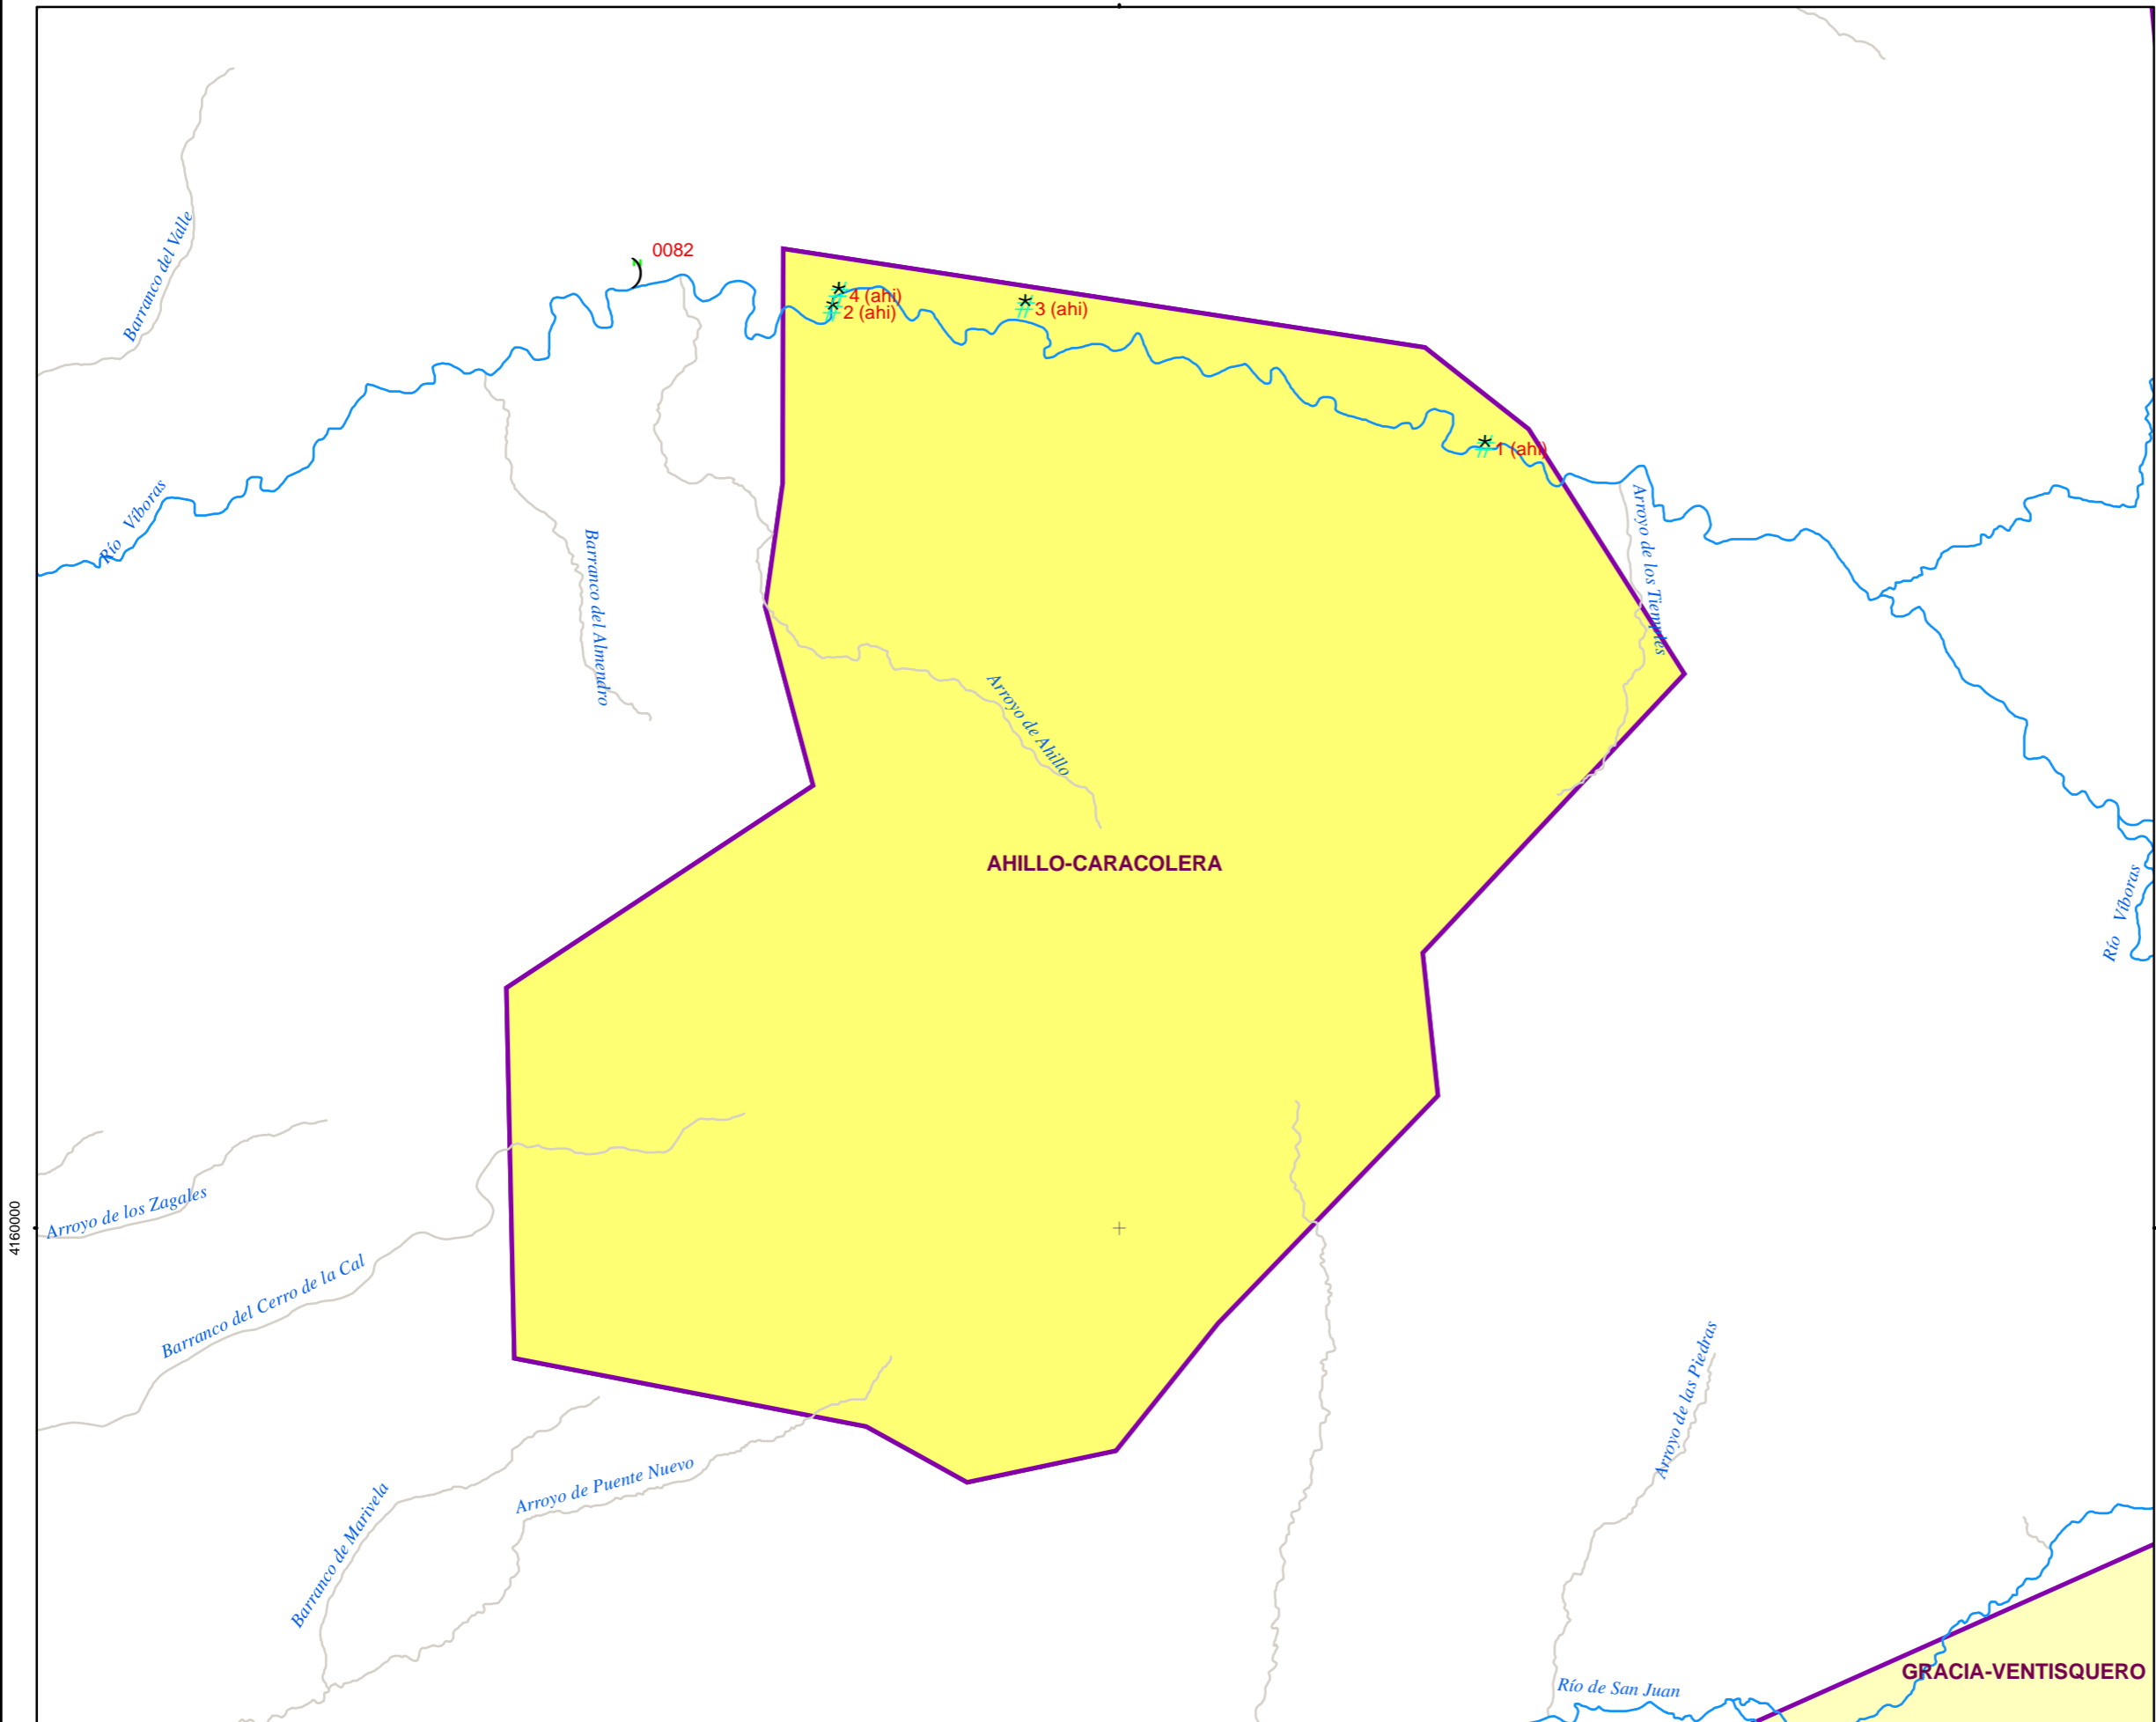 Barranco del Valle
0082
4 (ahi)
2 (ahi)
3 (ahi)
1 (ahi)
Río Víboras
Barranco del Almendro
Arroyo de los Tiemples
Arroyo de Ahillo
AHILLO-CARACOLERA
Río Víboras
4160000
Arroyo de los Zagales
Barranco del Cerro de la Cal
Arroyo de las Piedras
Arroyo de Puente Nuevo
Barranco de Marivela
GRACIA-VENTISQUERO
Río de San Juan